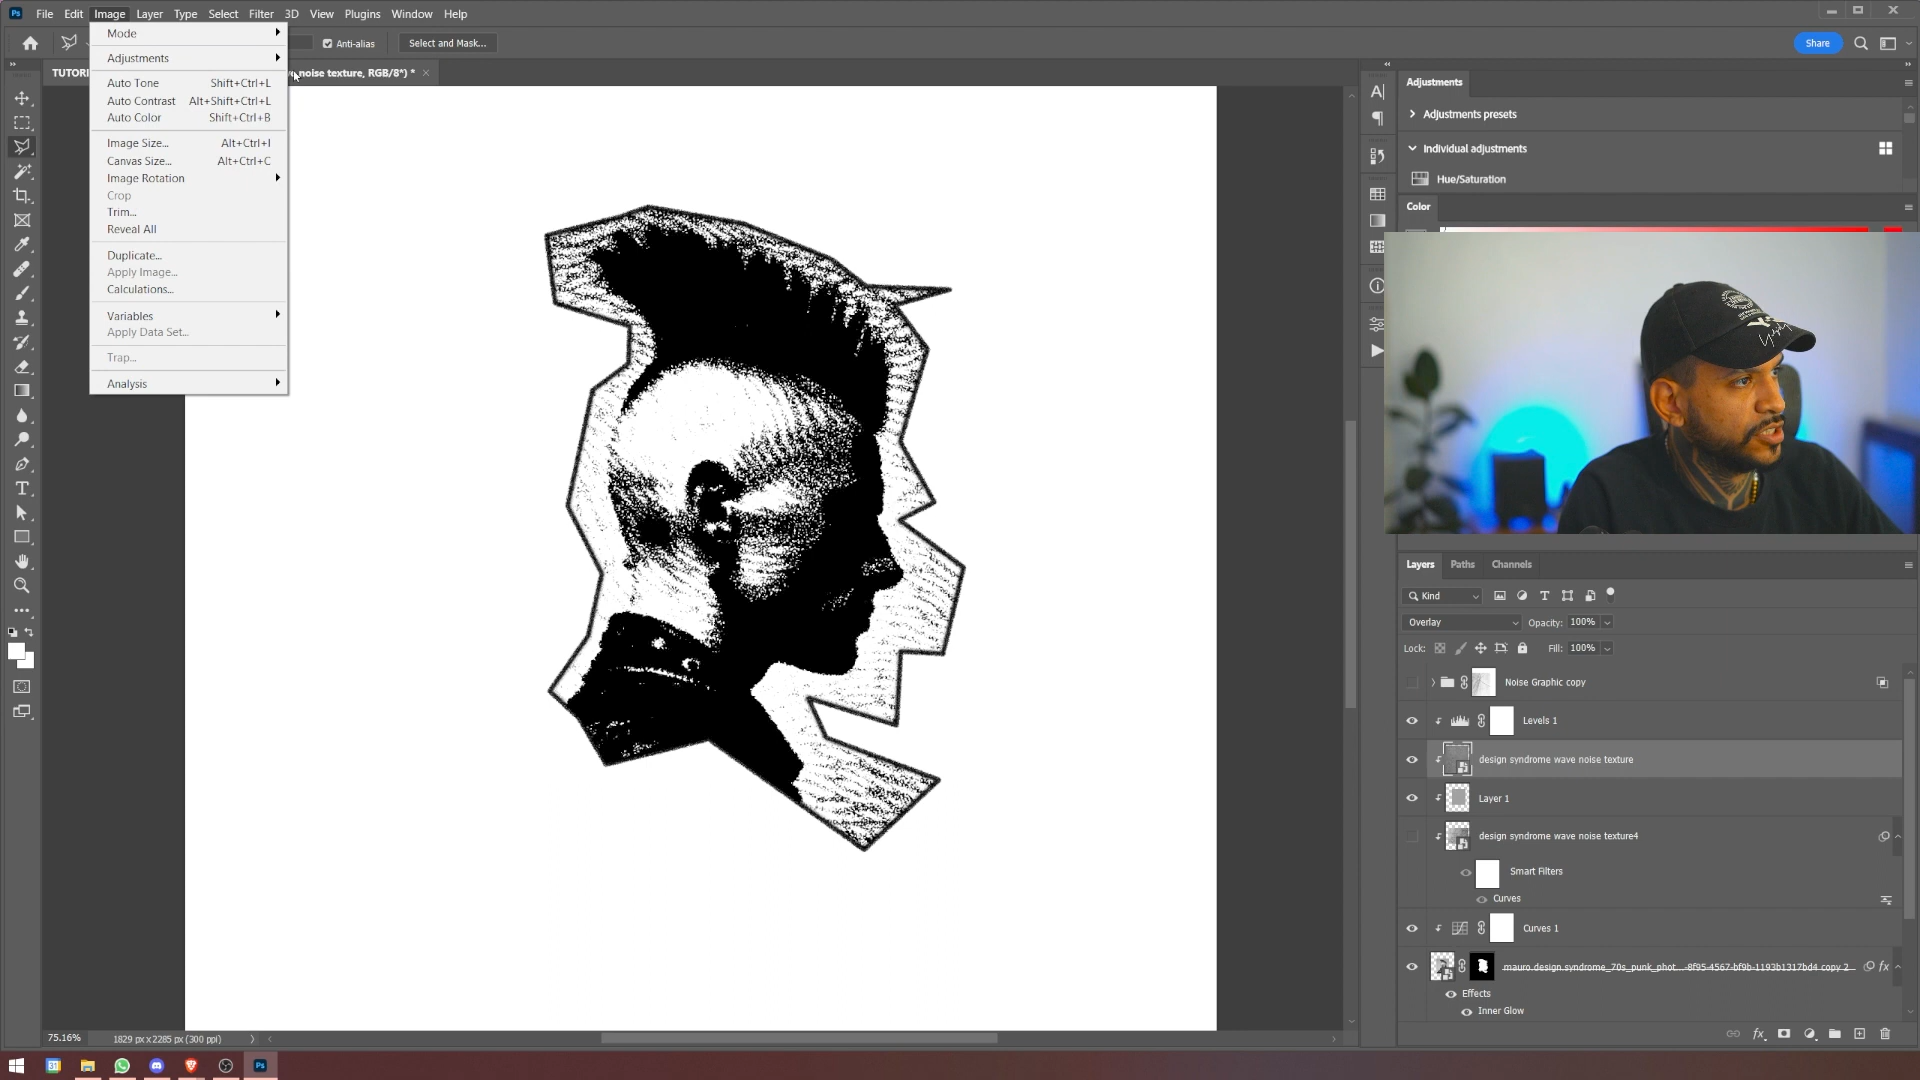 Ps File Edit Image Layer Type Select Filter 3D View Plugins Window Help
Anti-alias Select and Mask... Share
noise texture, RGB/8*) *
Mode
Adjustments
Auto Tone Shift+Ctrl+L
Auto Contrast Alt+Shift+Ctrl+L
Auto Color Shift+Ctrl+B
Image Size... Alt+Ctrl+I
Canvas Size... Alt+Ctrl+C
Image Rotation
Crop
Trim...
Reveal All
Duplicate...
Apply Image...
Calculations...
Variables
Apply Data Set...
Trap...
Analysis
Adjustments
Adjustments presets
Individual adjustments
Hue/Saturation
Color
Layers Paths Channels
Kind
Overlay Opacity: 100%
Lock: Fill: 100%
Noise Graphic copy
Levels 1
design syndrome wave noise texture
Layer 1
design syndrome wave noise texture4
Smart Filters
Curves
Curves 1
mauro.design.syndrome_70s_punk_phot...-8f95-4567-bf9b-1193b1317bd4 copy 2
Effects
Inner Glow
75.16% 1829 px x 2285 px (300 ppi)
31
Ps